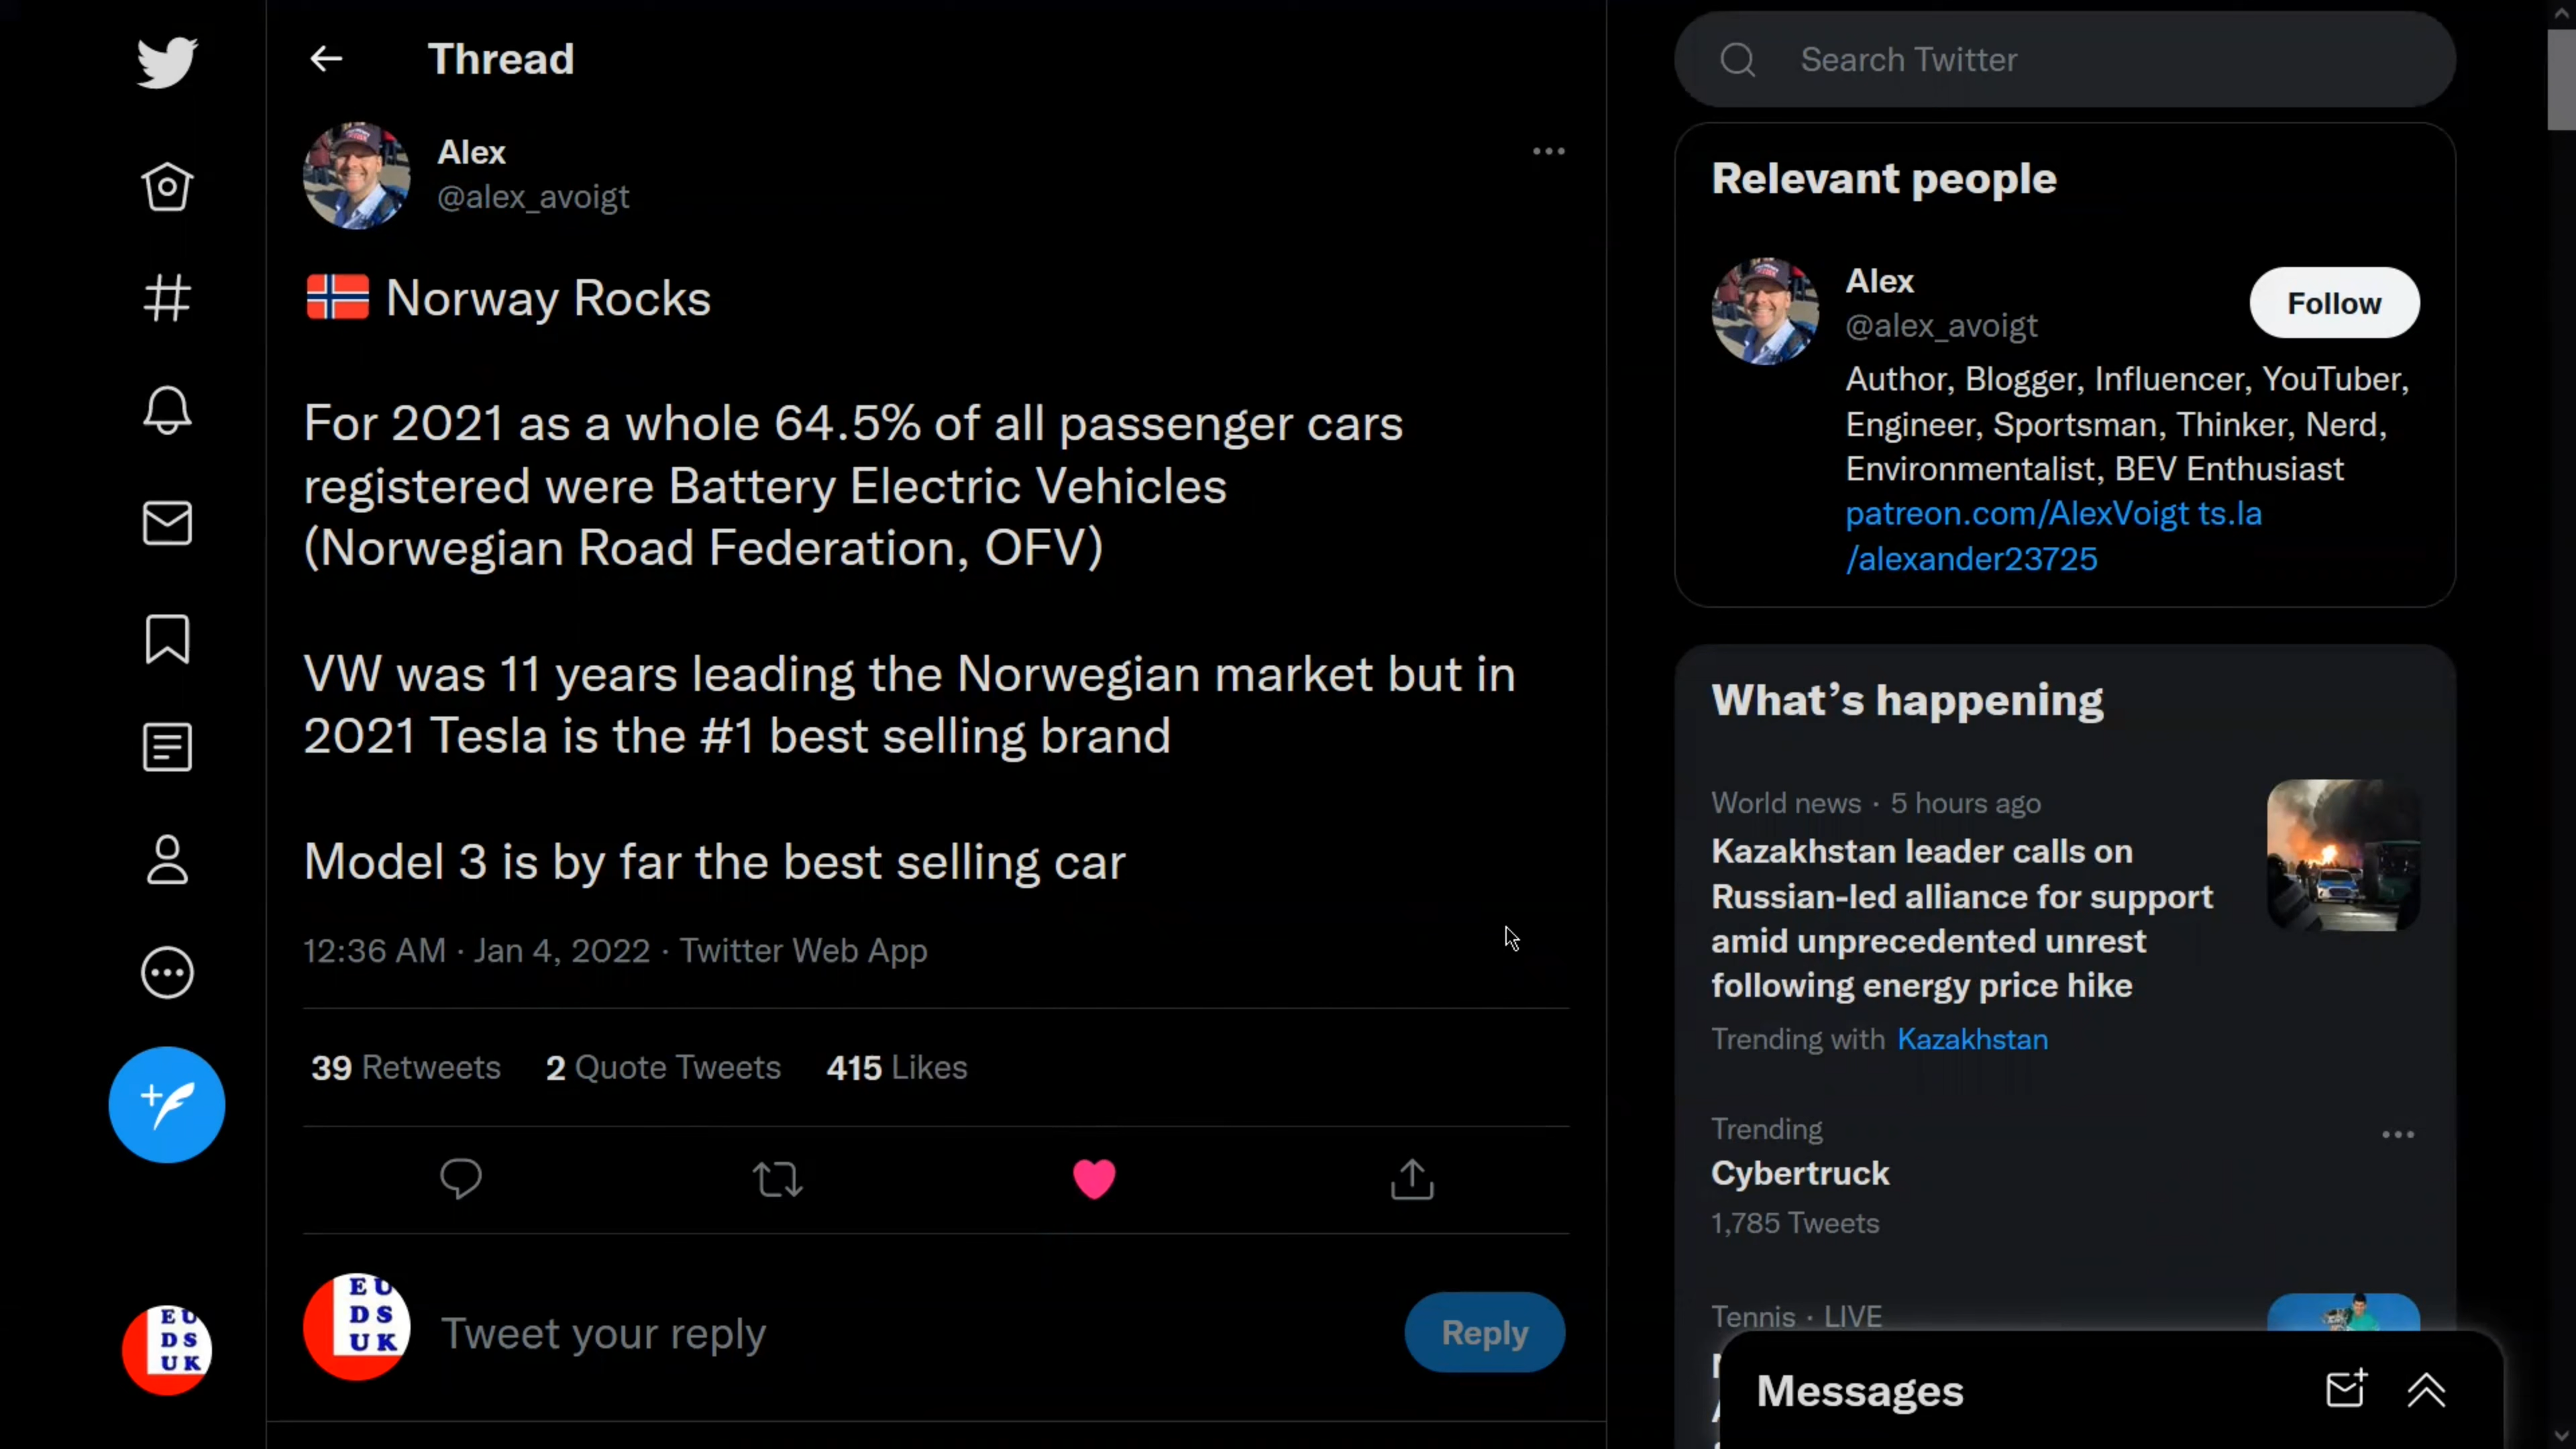 Thread
Alex
@alex_avoigt
Norway Rocks
For 2021 as a whole 64.5% of all passenger cars
registered were Battery Electric Vehicles
(Norwegian Road Federation, OFV)
VW was 11 years leading the Norwegian market but in
2021 Tesla is the #1 best selling brand
Model 3 is by far the best selling car
12:36 AM · Jan 4, 2022 · Twitter Web App
39 Retweets 2 Quote Tweets 415 Likes
EU
DS
UK
Tweet your reply
Reply
EU
DS
UK
Search Twitter
Relevant people
Alex
@alex_avoigt
Follow
Author, Blogger, Influencer, YouTuber,
Engineer, Sportsman, Thinker, Nerd,
Environmentalist, BEV Enthusiast
patreon.com/AlexVoigt ts.la
/alexander23725
What's happening
World news · 5 hours ago
Kazakhstan leader calls on
Russian-led alliance for support
amid unprecedented unrest
following energy price hike
Trending with Kazakhstan
Trending
Cybertruck
1,785 Tweets
Tennis · LIVE
Messages